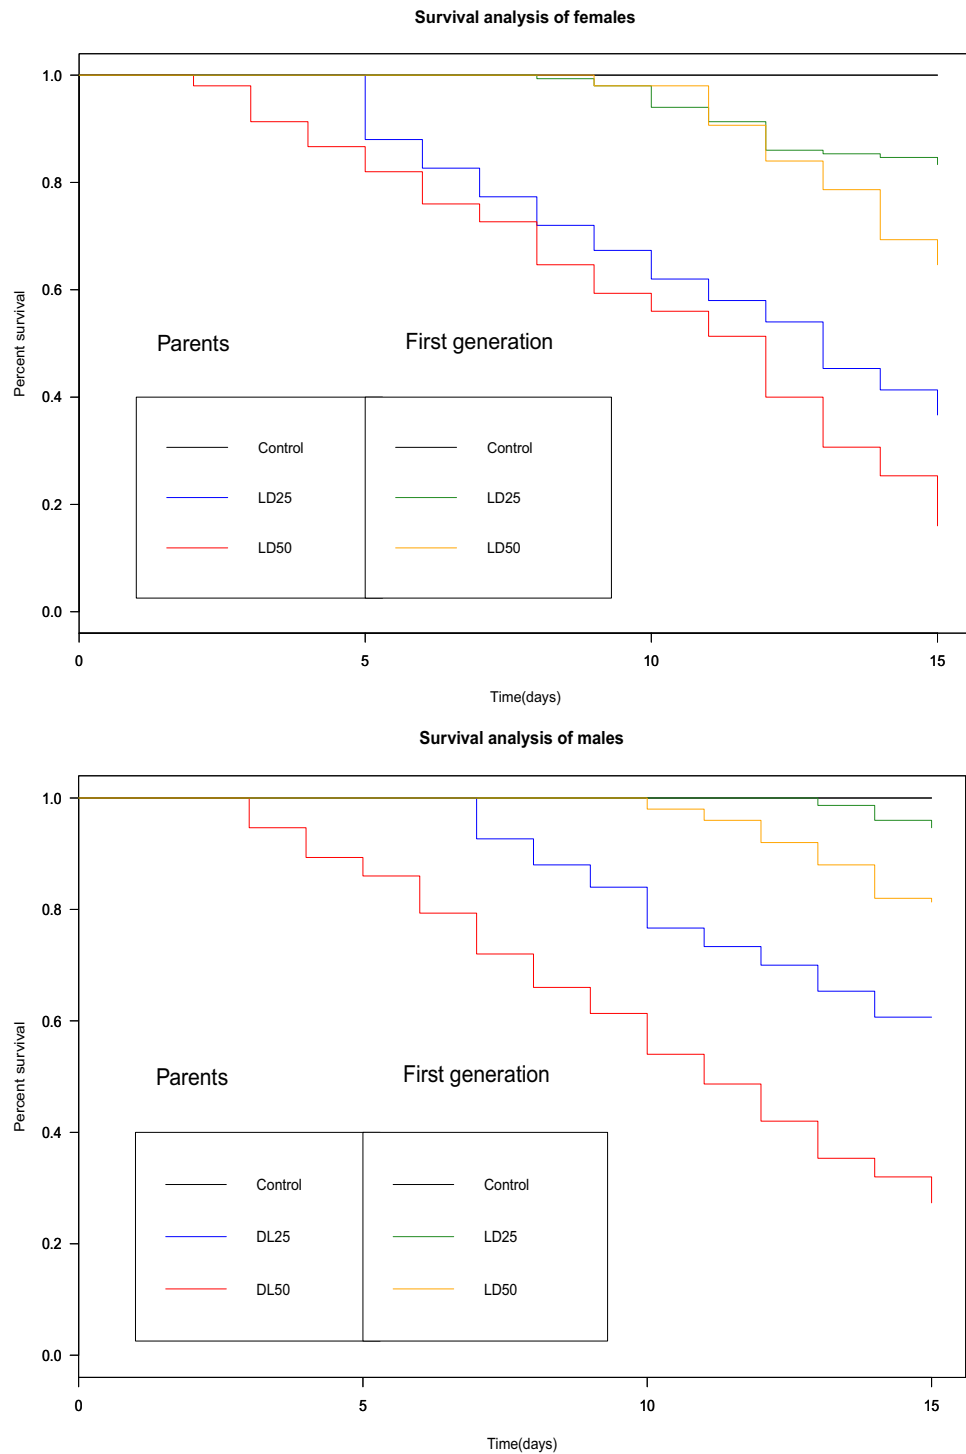 Survival analysis of females
Percent survival
1.0
0.8
0.6
0.4
0.2
0.0
Parents
First generation
Control
LD25
LD50
Control
LD25
LD50
0
5
10
15
Time(days)
Survival analysis of males
Percent survival
1.0
0.8
0.6
0.4
0.2
0.0
Parents
First generation
Control
DL25
DL50
Control
LD25
LD50
0
5
10
15
Time(days)